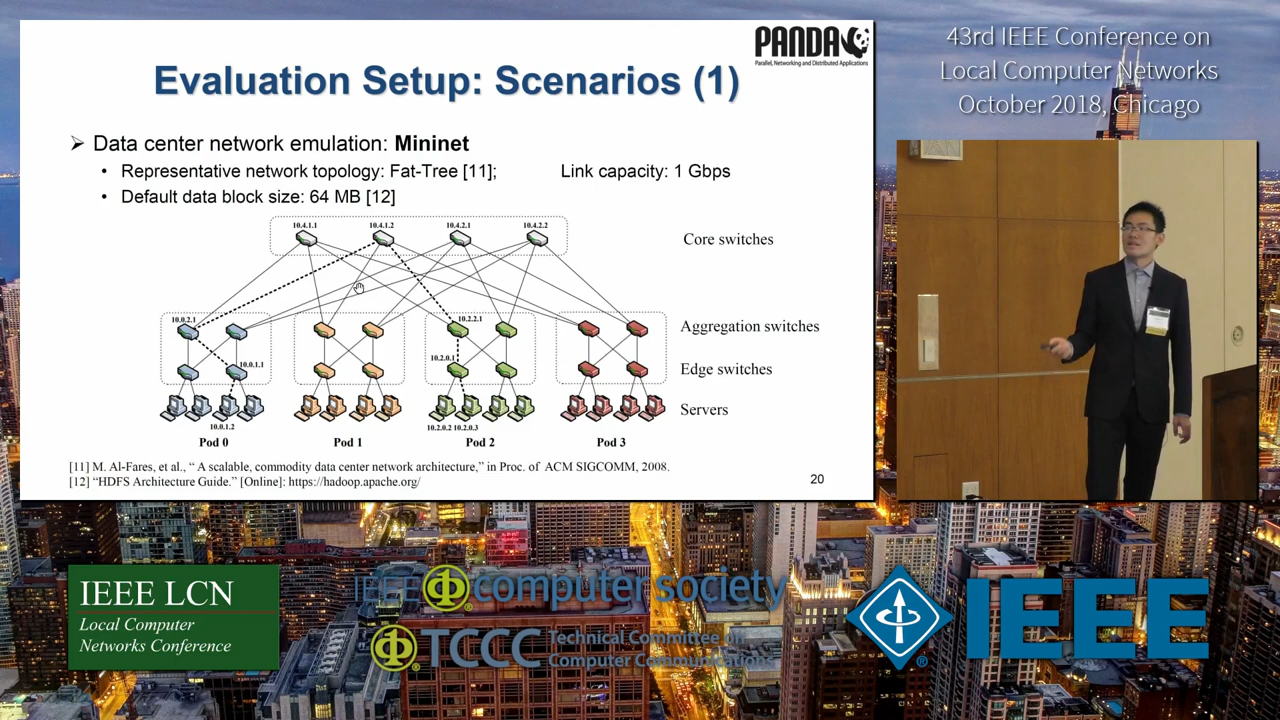 PANDA
Parallel, Networking and Distributed Applications
Evaluation Setup: Scenarios (1)
➢ Data center network emulation: Mininet
• Representative network topology: Fat-Tree [11]; Link capacity: 1 Gbps
• Default data block size: 64 MB [12]
10.4.1.1 10.4.1.2 10.4.2.1 10.4.2.2
Core switches
10.0.2.1 10.2.2.1
Aggregation switches
10.0.1.1 10.2.0.1
Edge switches
Servers
10.0.1.2 10.2.0.2 10.2.0.3
Pod 0 Pod 1 Pod 2 Pod 3
[11] M. Al-Fares, et al., “ A scalable, commodity data center network architecture,” in Proc. of ACM SIGCOMM, 2008.
[12] “HDFS Architecture Guide.” [Online]: https://hadoop.apache.org/
20
43rd IEEE Conference on
Local Computer Networks
October 2018, Chicago
IEEE LCN
Local Computer
Networks Conference
IEEE computer society
TCCC Technical Committee on
Computer Communications
IEEE